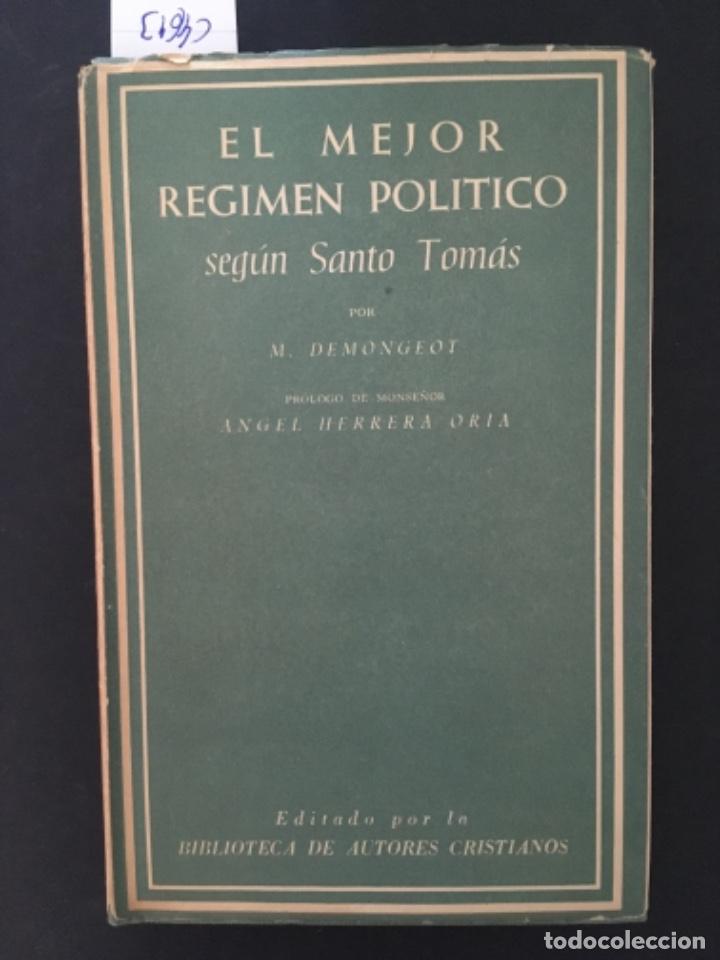 EL MEJOR
REGIMEN POLITICO
según Santo Tomás
POR
M. DEMONGEOT
PROLOGO DE MONSEÑOR
ANGEL HERRERA ORIA
Editado por la
BIBLIOTECA DE AUTORES CRISTIANOS
todocoleccion